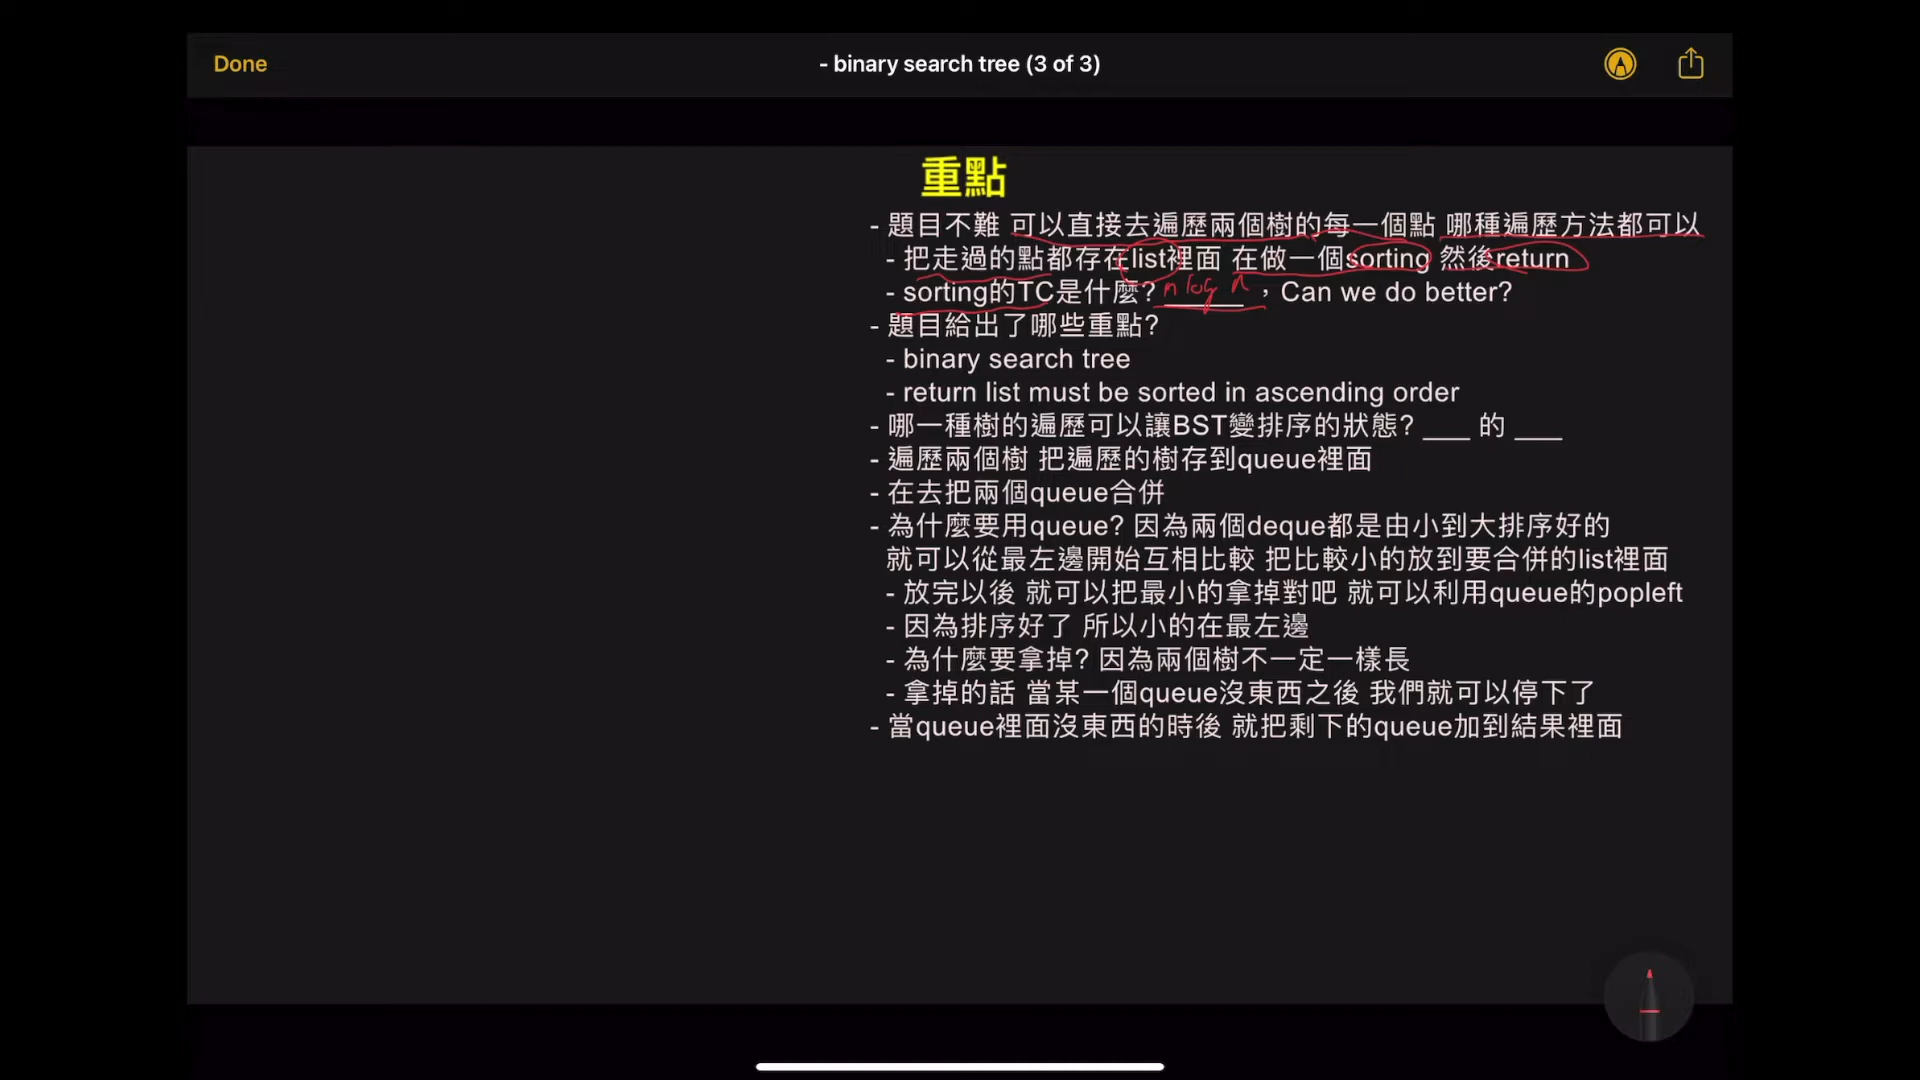 Done
- binary search tree (3 of 3)
重點
- 題目不難 可以直接去遍歷兩個樹的每一個點 哪種遍歷方法都可以
- 把走過的點都存在list裡面 在做一個sorting 然後return
- sorting的TC是什麼? n log n ，Can we do better?
- 題目給出了哪些重點?
- binary search tree
- return list must be sorted in ascending order
- 哪一種樹的遍歷可以讓BST變排序的狀態? ___ 的 ___
- 遍歷兩個樹 把遍歷的樹存到queue裡面
- 在去把兩個queue合併
- 為什麼要用queue? 因為兩個deque都是由小到大排序好的
就可以從最左邊開始互相比較 把比較小的放到要合併的list裡面
- 放完以後 就可以把最小的拿掉對吧 就可以利用queue的popleft
- 因為排序好了 所以小的在最左邊
- 為什麼要拿掉? 因為兩個樹不一定一樣長
- 拿掉的話 當某一個queue沒東西之後 我們就可以停下了
- 當queue裡面沒東西的時後 就把剩下的queue加到結果裡面